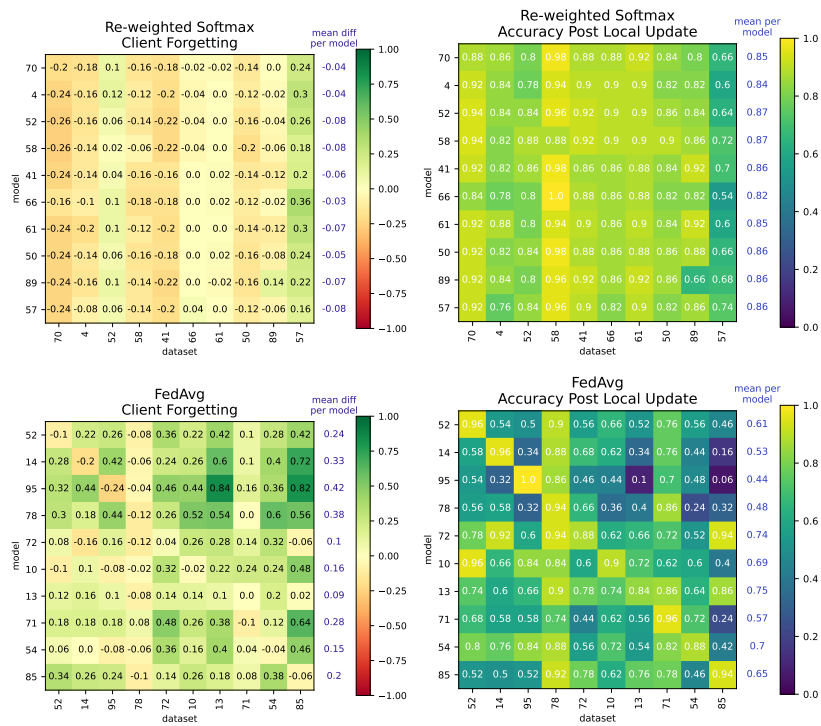 Re-weighted Softmax
Client Forgetting
mean diff
per model
70 -0.2 -0.18 0.1 -0.16 -0.18 -0.02 -0.02 -0.14 0.0 0.24 -0.04
4 -0.24 -0.16 0.12 -0.12 -0.2 -0.0 -0.0 -0.12 -0.02 0.3 -0.04
52 -0.26 -0.16 0.06 -0.14 -0.22 -0.0 -0.0 -0.16 -0.06 0.26 -0.08
58 -0.26 -0.14 0.02 -0.06 -0.22 -0.04 0.0 -0.2 -0.06 0.18 -0.08
41 -0.24 -0.14 0.04 -0.16 -0.16 0.0 0.0 -0.14 -0.12 0.2 -0.06
66 -0.16 -0.1 0.1 -0.18 -0.18 0.0 0.02 -0.12 -0.06 0.36 -0.03
61 -0.24 -0.2 0.1 -0.12 -0.2 0.0 -0.0 -0.14 -0.12 0.3 -0.07
50 -0.24 -0.14 0.06 -0.16 -0.18 0.0 0.02 -0.16 -0.08 0.24 -0.05
89 -0.24 -0.14 0.1 -0.14 -0.2 0.0 0.02 -0.12 0.14 0.22 -0.07
57 -0.24 -0.08 0.06 -0.14 -0.22 0.04 0.0 -0.12 -0.06 0.16 -0.08
model
70 4 52 58 41 66 61 50 89 57
dataset
1.00
0.75
0.50
0.25
0.00
−0.25
−0.50
−0.75
−1.00
Re-weighted Softmax
Accuracy Post Local Update
mean per
model
70 0.88 0.86 0.8 0.98 0.88 0.88 0.92 0.84 0.8 0.66 0.85
4 0.92 0.84 0.78 0.94 0.9 0.9 0.9 0.82 0.82 0.6 0.84
52 0.94 0.84 0.84 0.96 0.92 0.9 0.9 0.86 0.86 0.64 0.87
58 0.94 0.82 0.88 0.88 0.92 0.9 0.9 0.9 0.86 0.72 0.87
41 0.92 0.82 0.86 0.98 0.86 0.86 0.88 0.84 0.92 0.7 0.86
66 0.84 0.78 0.8 1.0 0.88 0.86 0.88 0.82 0.86 0.54 0.82
61 0.92 0.88 0.8 0.94 0.9 0.86 0.9 0.84 0.92 0.6 0.85
50 0.92 0.82 0.84 0.98 0.88 0.86 0.88 0.86 0.88 0.66 0.86
89 0.92 0.82 0.8 0.96 0.9 0.86 0.88 0.82 0.66 0.68 0.86
57 0.92 0.76 0.84 0.96 0.92 0.82 0.9 0.82 0.86 0.74 0.86
model
70 4 52 58 41 66 61 50 89 57
dataset
1.0
0.8
0.6
0.4
0.2
0.0
FedAvg
Client Forgetting
mean diff
per model
52 -0.1 0.22 0.26 -0.08 0.36 0.22 0.42 0.1 0.28 0.42 0.24
14 0.28 -0.2 0.42 -0.06 0.24 0.26 0.6 0.1 0.4 0.72 0.33
95 0.32 0.44 -0.24 -0.04 0.46 0.44 0.84 0.16 0.36 0.82 0.42
78 0.3 0.18 0.44 -0.12 0.26 0.52 0.54 0.0 0.6 0.56 0.38
72 0.08 -0.16 0.16 -0.12 0.04 0.26 0.28 0.14 0.32 -0.06 0.1
10 -0.1 0.1 -0.08 -0.02 0.32 -0.02 0.22 0.24 0.24 0.48 0.16
13 0.12 0.16 0.1 -0.08 0.14 0.14 0.1 0.0 0.2 0.02 0.09
71 0.18 0.18 0.18 0.08 0.48 0.26 0.38 -0.1 0.12 0.64 0.28
54 0.06 0.0 -0.08 -0.06 0.36 0.16 0.4 0.04 -0.04 0.46 0.15
85 0.34 0.26 0.24 -0.1 0.14 0.26 0.18 0.08 0.38 -0.06 0.2
model
52 14 95 78 72 10 13 71 54 85
dataset
1.00
0.75
0.50
0.25
0.00
−0.25
−0.50
−0.75
−1.00
FedAvg
Accuracy Post Local Update
mean per
model
52 0.96 0.54 0.5 0.9 0.56 0.66 0.52 0.76 0.56 0.46 0.61
14 0.58 0.96 0.34 0.88 0.68 0.62 0.34 0.76 0.44 0.16 0.53
95 0.54 0.32 1.0 0.86 0.46 0.44 0.1 0.7 0.48 0.06 0.44
78 0.56 0.58 0.32 0.94 0.66 0.36 0.4 0.86 0.24 0.32 0.48
72 0.78 0.92 0.6 0.94 0.88 0.62 0.66 0.72 0.52 0.94 0.74
10 0.96 0.66 0.84 0.84 0.6 0.9 0.72 0.62 0.6 0.4 0.69
13 0.74 0.6 0.66 0.9 0.78 0.74 0.84 0.86 0.64 0.86 0.75
71 0.68 0.58 0.58 0.74 0.44 0.62 0.56 0.96 0.72 0.24 0.57
54 0.8 0.76 0.84 0.88 0.56 0.72 0.54 0.82 0.88 0.42 0.7
85 0.52 0.5 0.52 0.92 0.78 0.62 0.76 0.78 0.46 0.94 0.65
model
52 14 95 78 72 10 13 71 54 85
dataset
1.0
0.8
0.6
0.4
0.2
0.0